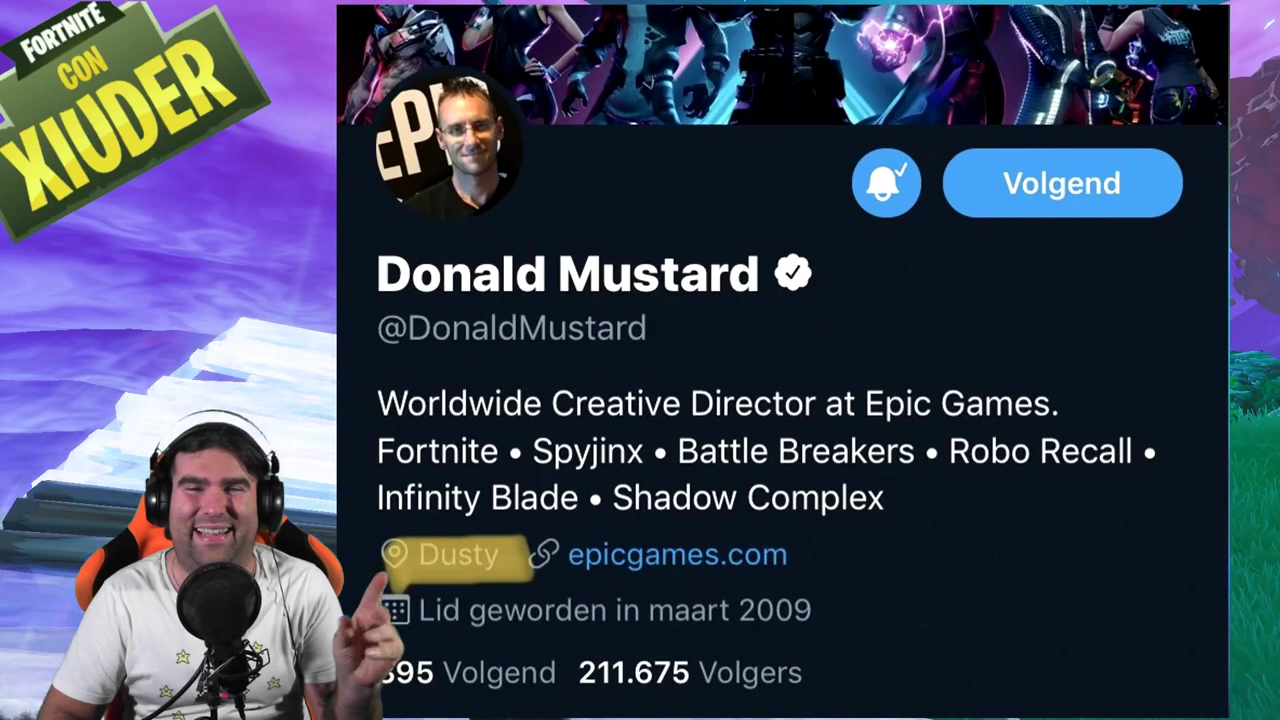 FORTNITE
CON
XIUDER
Volgend
Donald Mustard
@DonaldMustard
Worldwide Creative Director at Epic Games.
Fortnite • Spyjinx • Battle Breakers • Robo Recall •
Infinity Blade • Shadow Complex
Dusty epicgames.com
Lid geworden in maart 2009
Volgend 211.675 Volgers